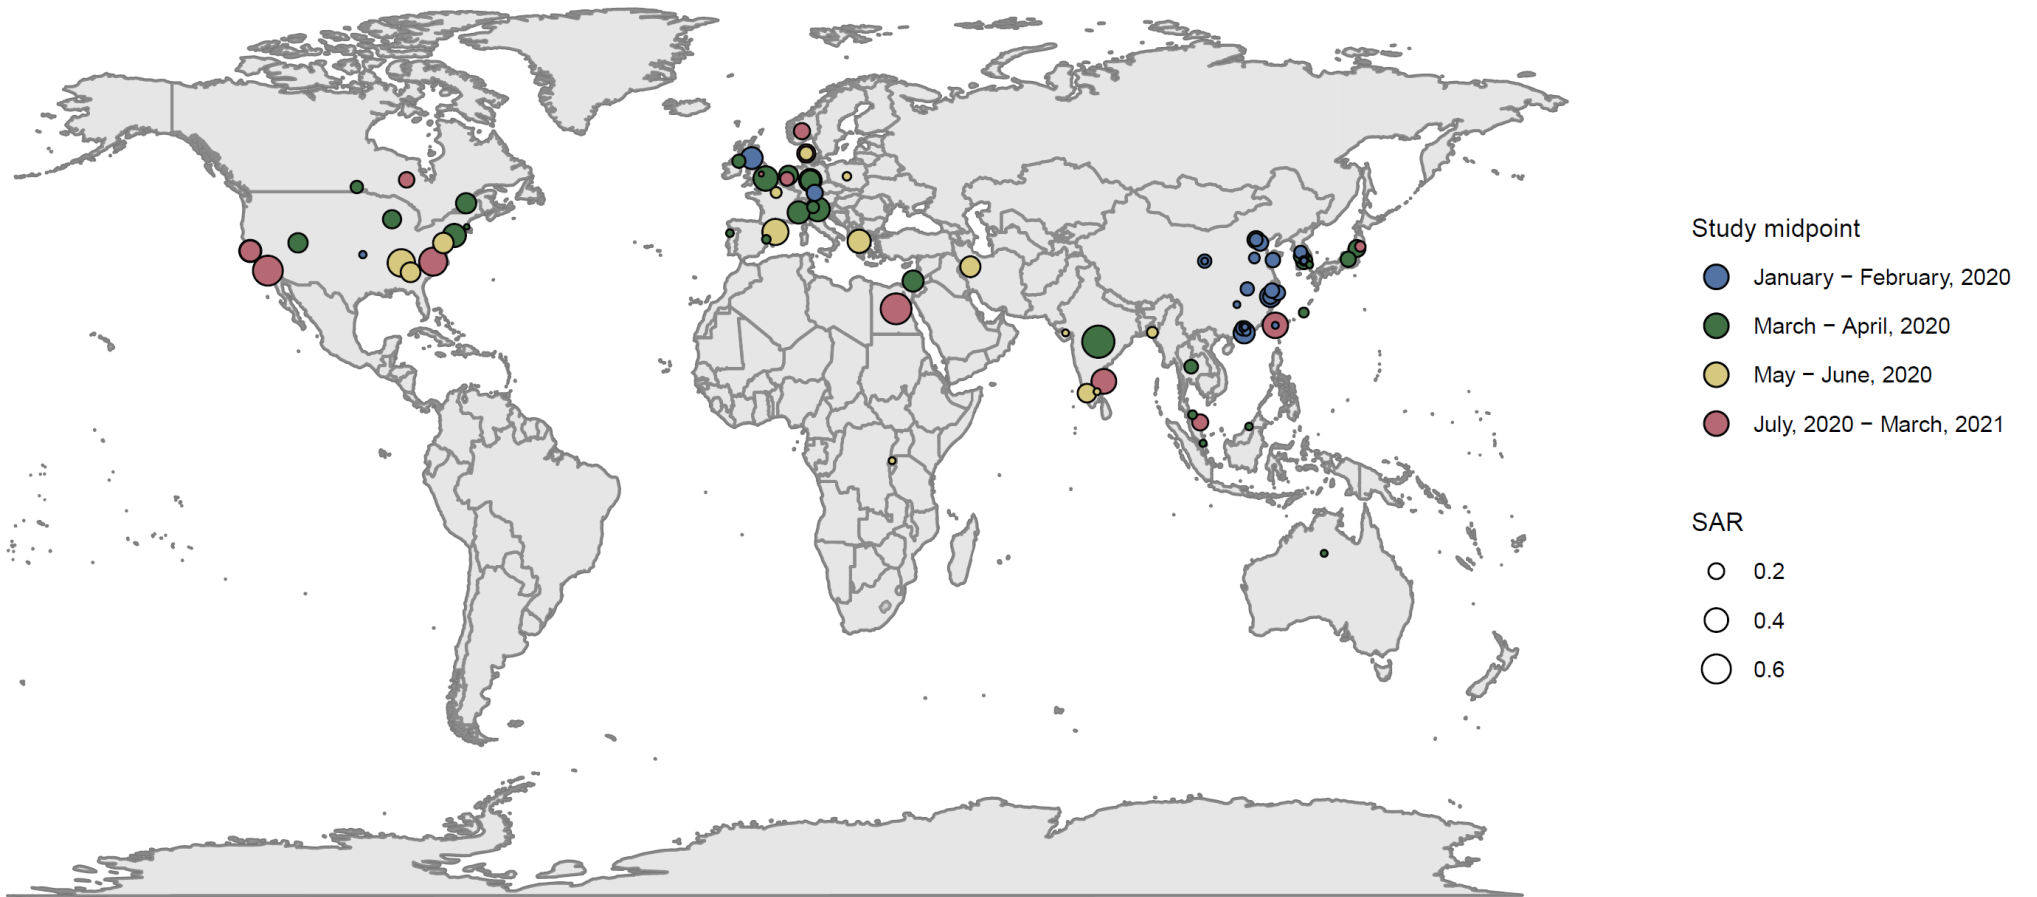 Study midpoint
January − February, 2020
March − April, 2020
May − June, 2020
July, 2020 − March, 2021
SAR
0.2
0.4
0.6